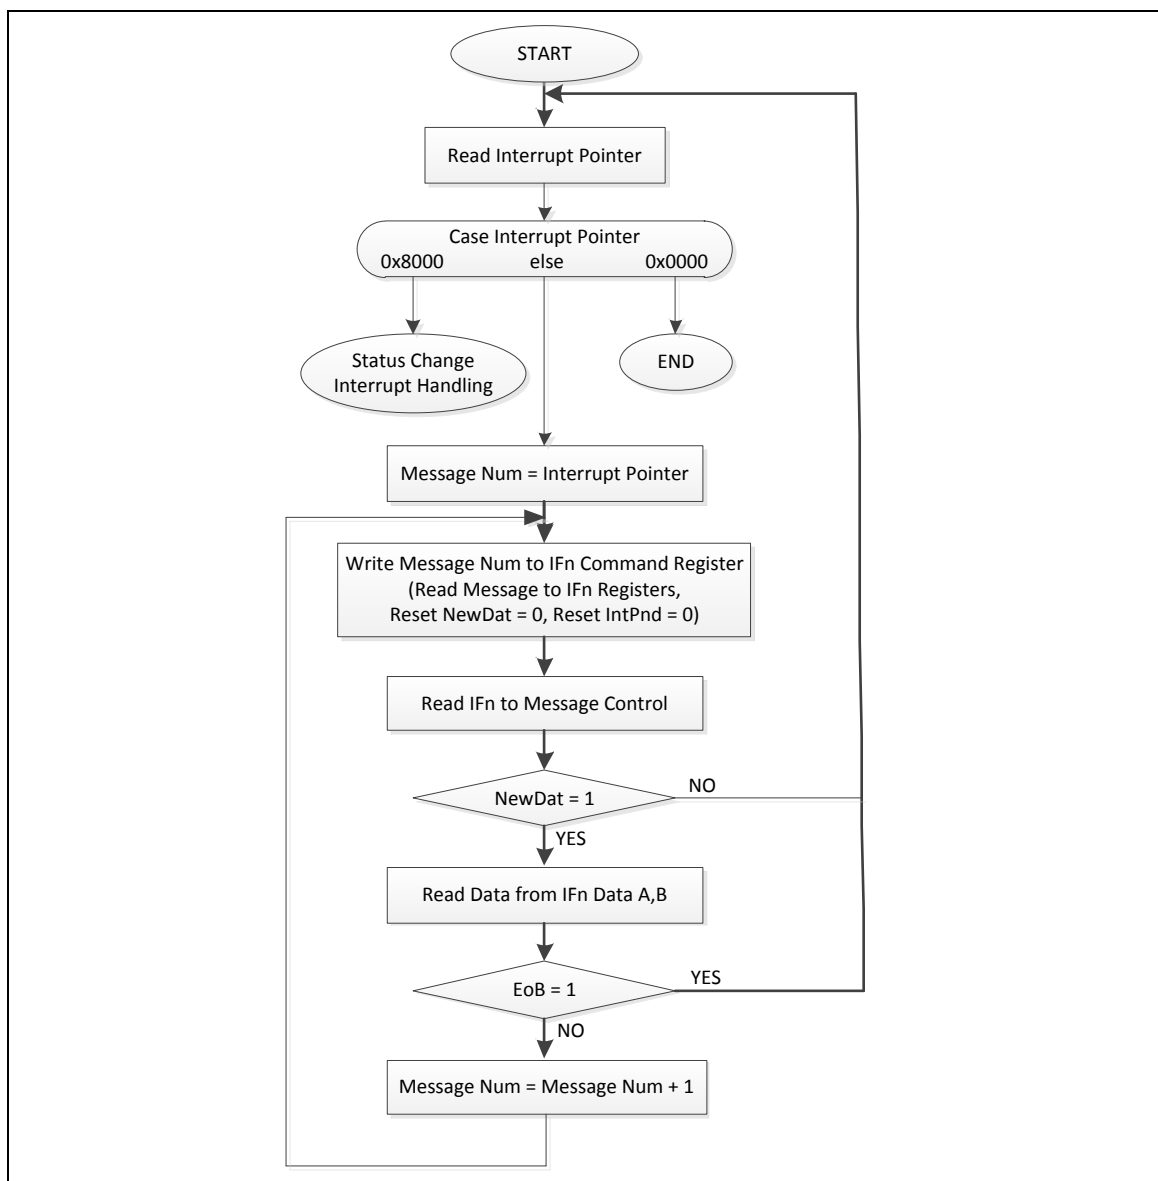 START
Read Interrupt Pointer
Case Interrupt Pointer
0x8000 else 0x0000
Status Change
Interrupt Handling
END
Message Num = Interrupt Pointer
Write Message Num to IFn Command Register
(Read Message to IFn Registers,
Reset NewDat = 0, Reset IntPnd = 0)
Read IFn to Message Control
NewDat = 1
NO
YES
Read Data from IFn Data A,B
EoB = 1
YES
NO
Message Num = Message Num + 1